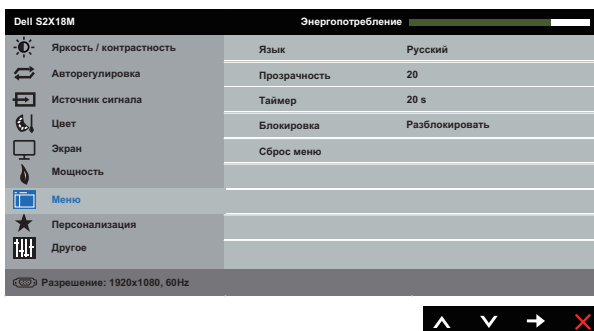 Dell S2X18M Энергопотребление
Яркость / контрастность Язык Русский
Авторегулировка Прозрачность 20
Источник сигнала Таймер 20 s
Цвет Блокировка Разблокировать
Экран Сброс меню
Мощность
Меню
Персонализация
Другое
Разрешение: 1920x1080, 60Hz